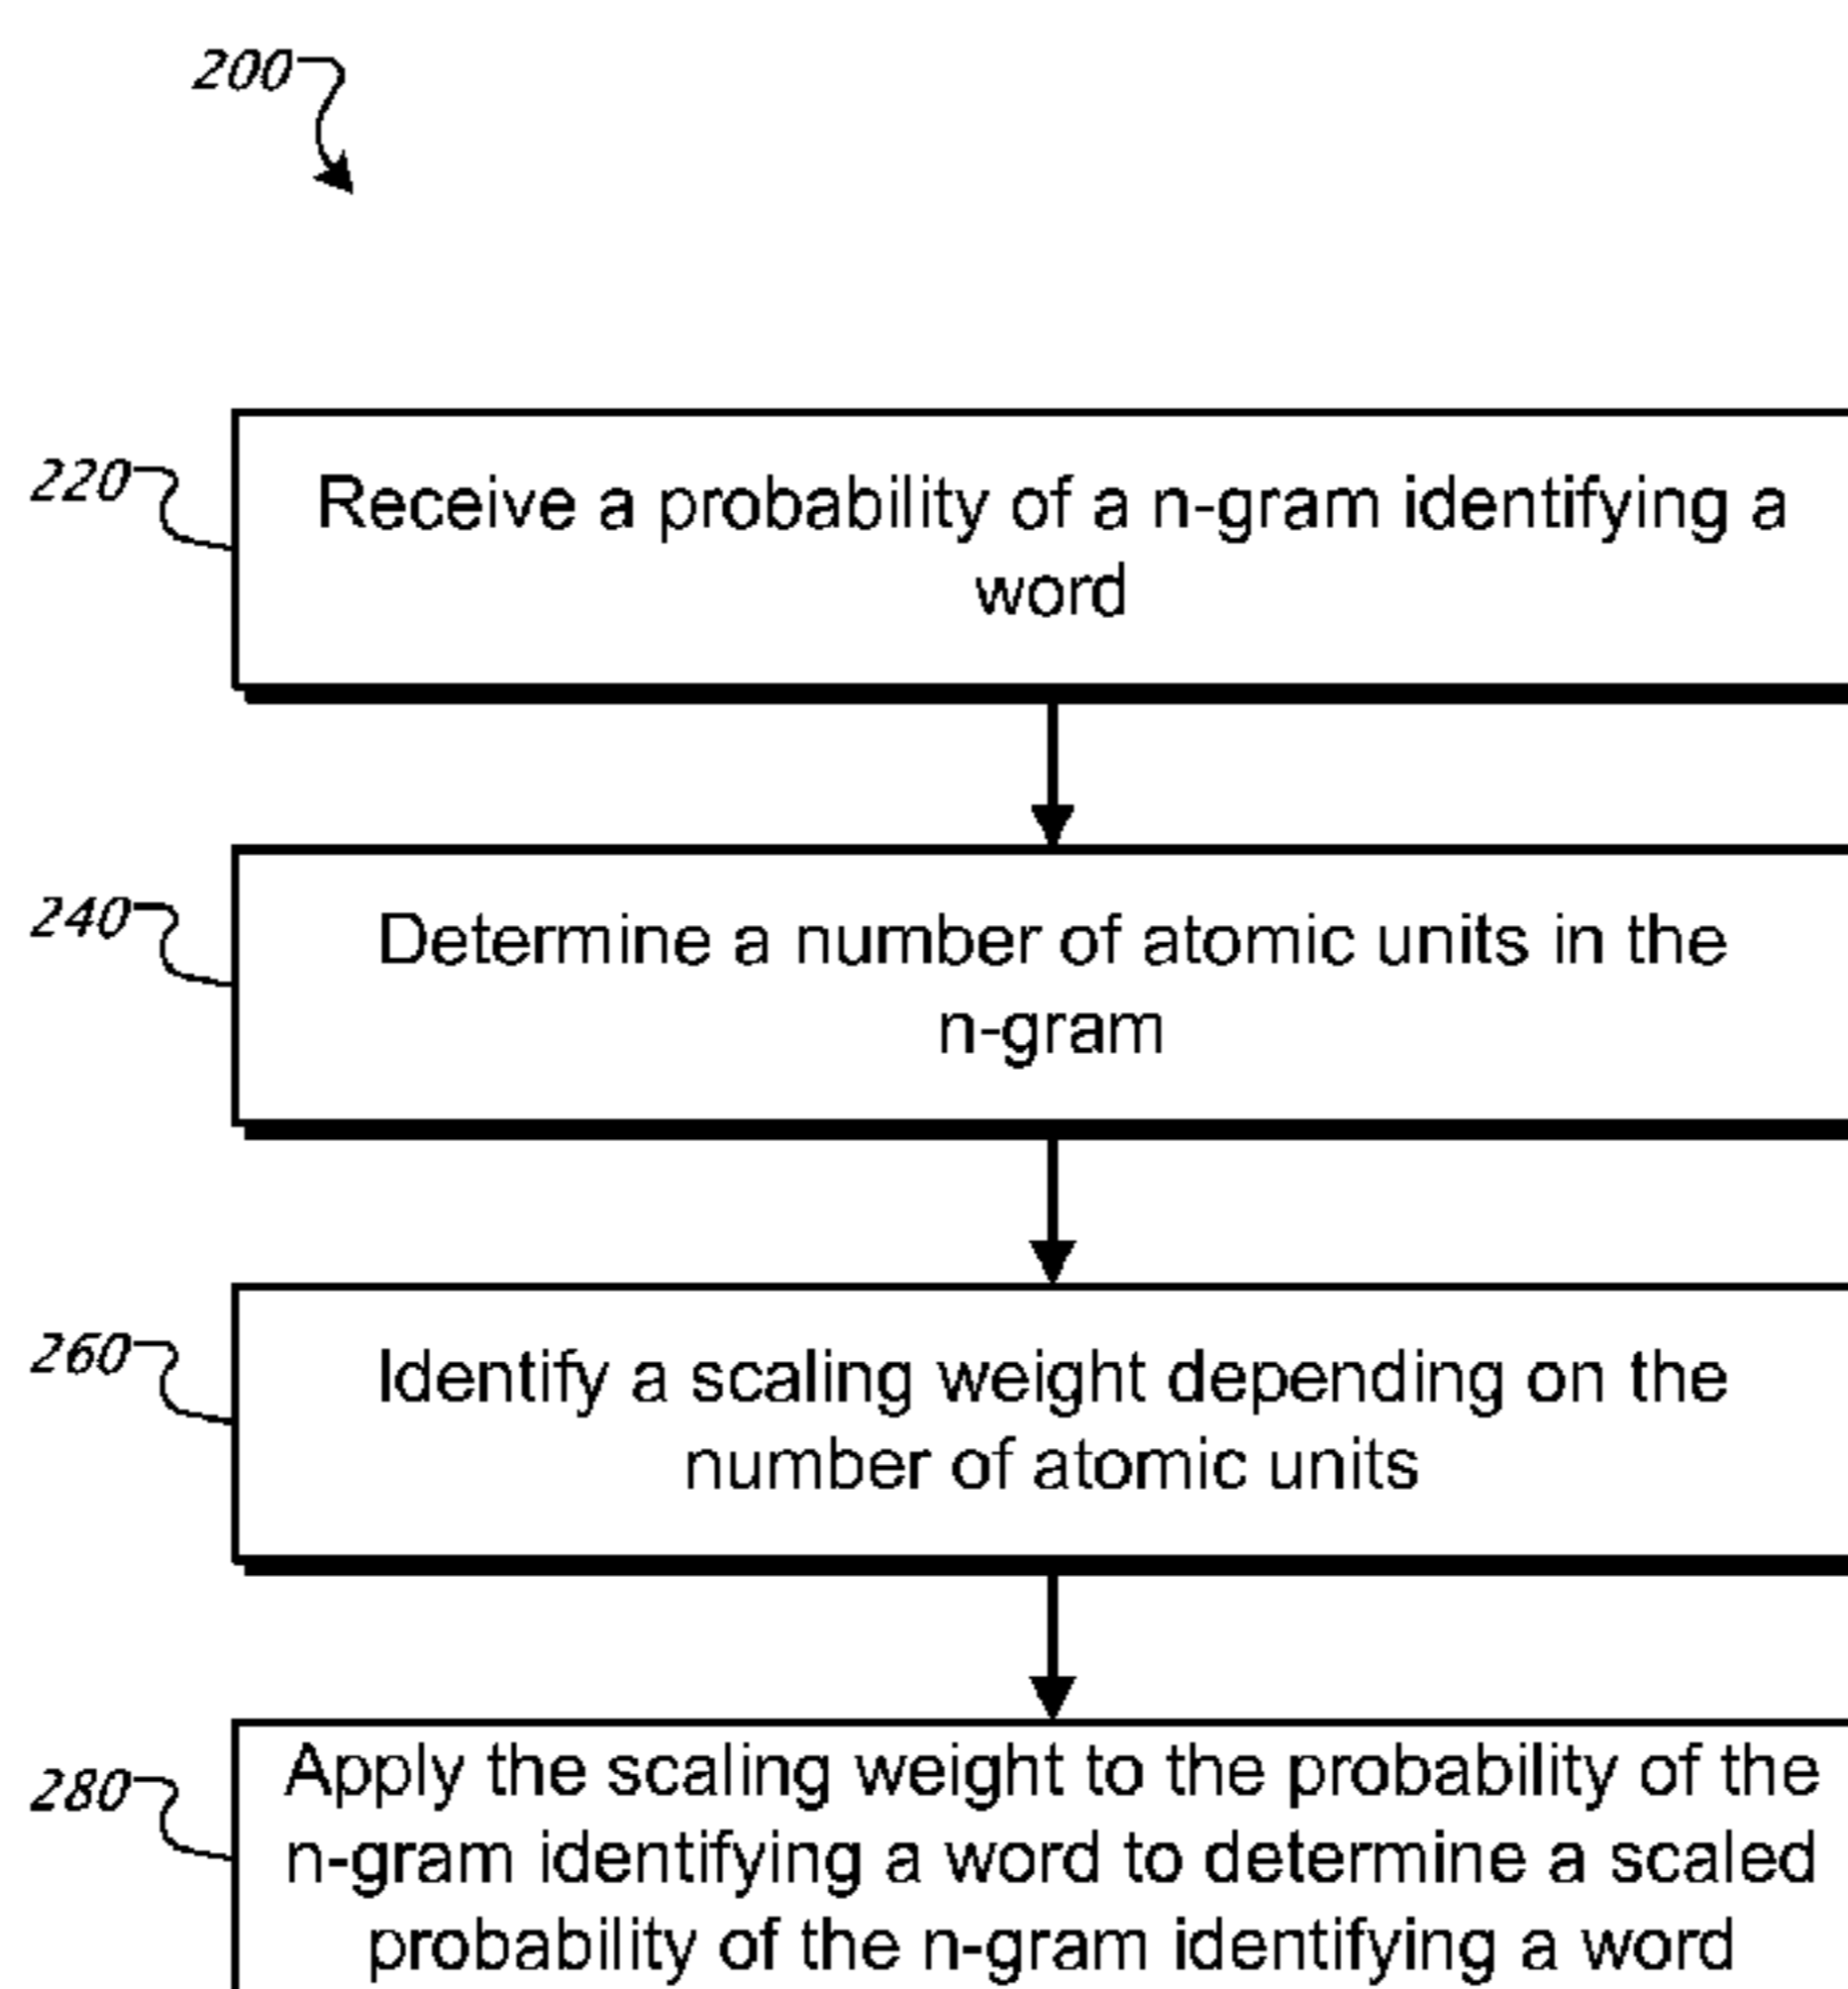 200
220
Receive a probability of a n-gram identifying a
word
240
Determine a number of atomic units in the
n-gram
260
Identify a scaling weight depending on the
number of atomic units
280
Apply the scaling weight to the probability of the
n-gram identifying a word to determine a scaled
probability of the n-gram identifying a word